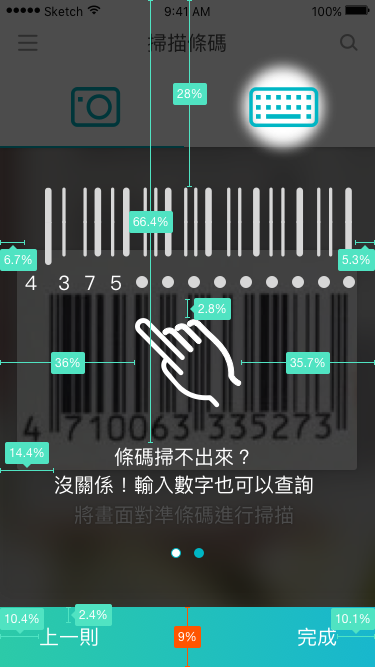 Sketch 9:41 AM 100%
掃描條碼
28%
66.4%
6.7% 5.3%
4 3 7 5
2.8%
36% 35.7%
4 710063 335273
14.4%
條碼掃不出來？
沒關係！輸入數字也可以查詢
將畫面對準條碼進行掃描
10.4% 2.4% 10.1%
上一則 9% 完成